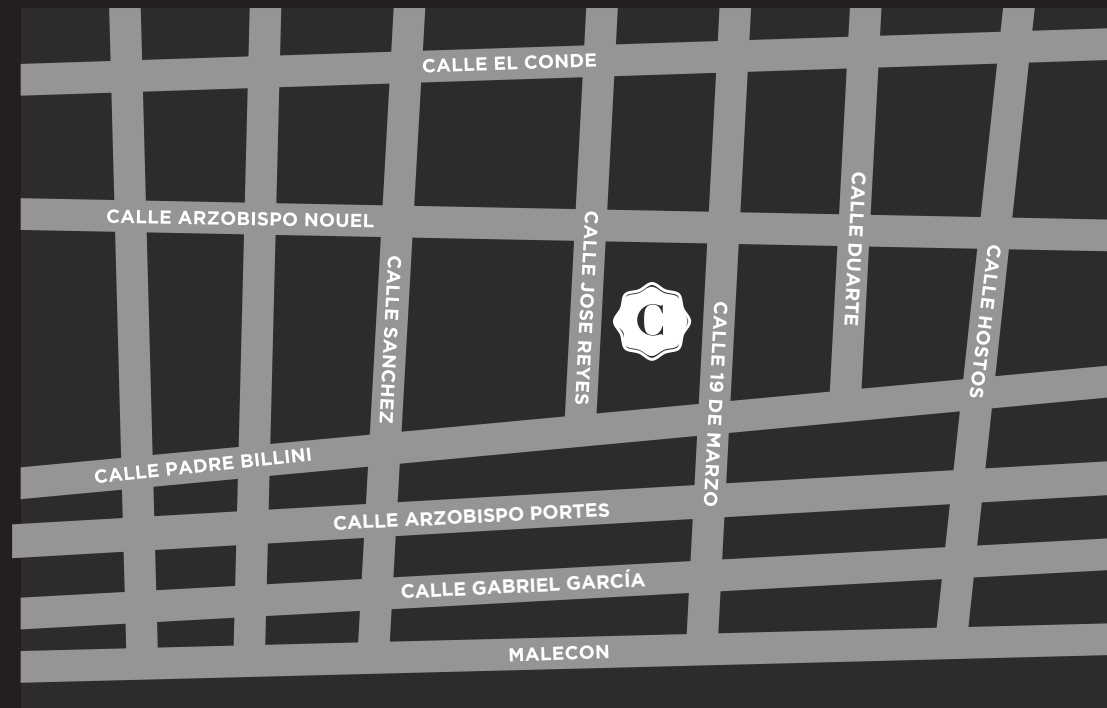 CALLE EL CONDE
CALLE ARZOBISPO NOUEL
CALLE SANCHEZ
CALLE JOSE REYES
C
CALLE 19 DE MARZO
CALLE DUARTE
CALLE HOSTOS
CALLE PADRE BILLINI
CALLE ARZOBISPO PORTES
CALLE GABRIEL GARCÍA
MALECON